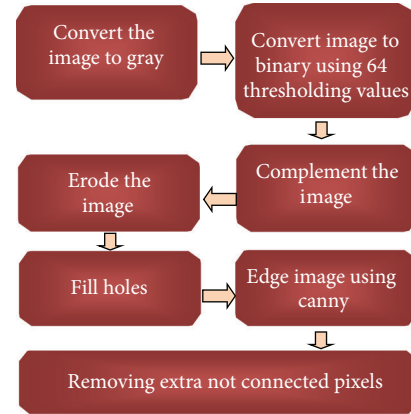 Convert the
image to gray
Convert image to
binary using 64
thresholding values
Complement the
image
Erode the
image
Fill holes
Edge image using
canny
Removing extra not connected pixels